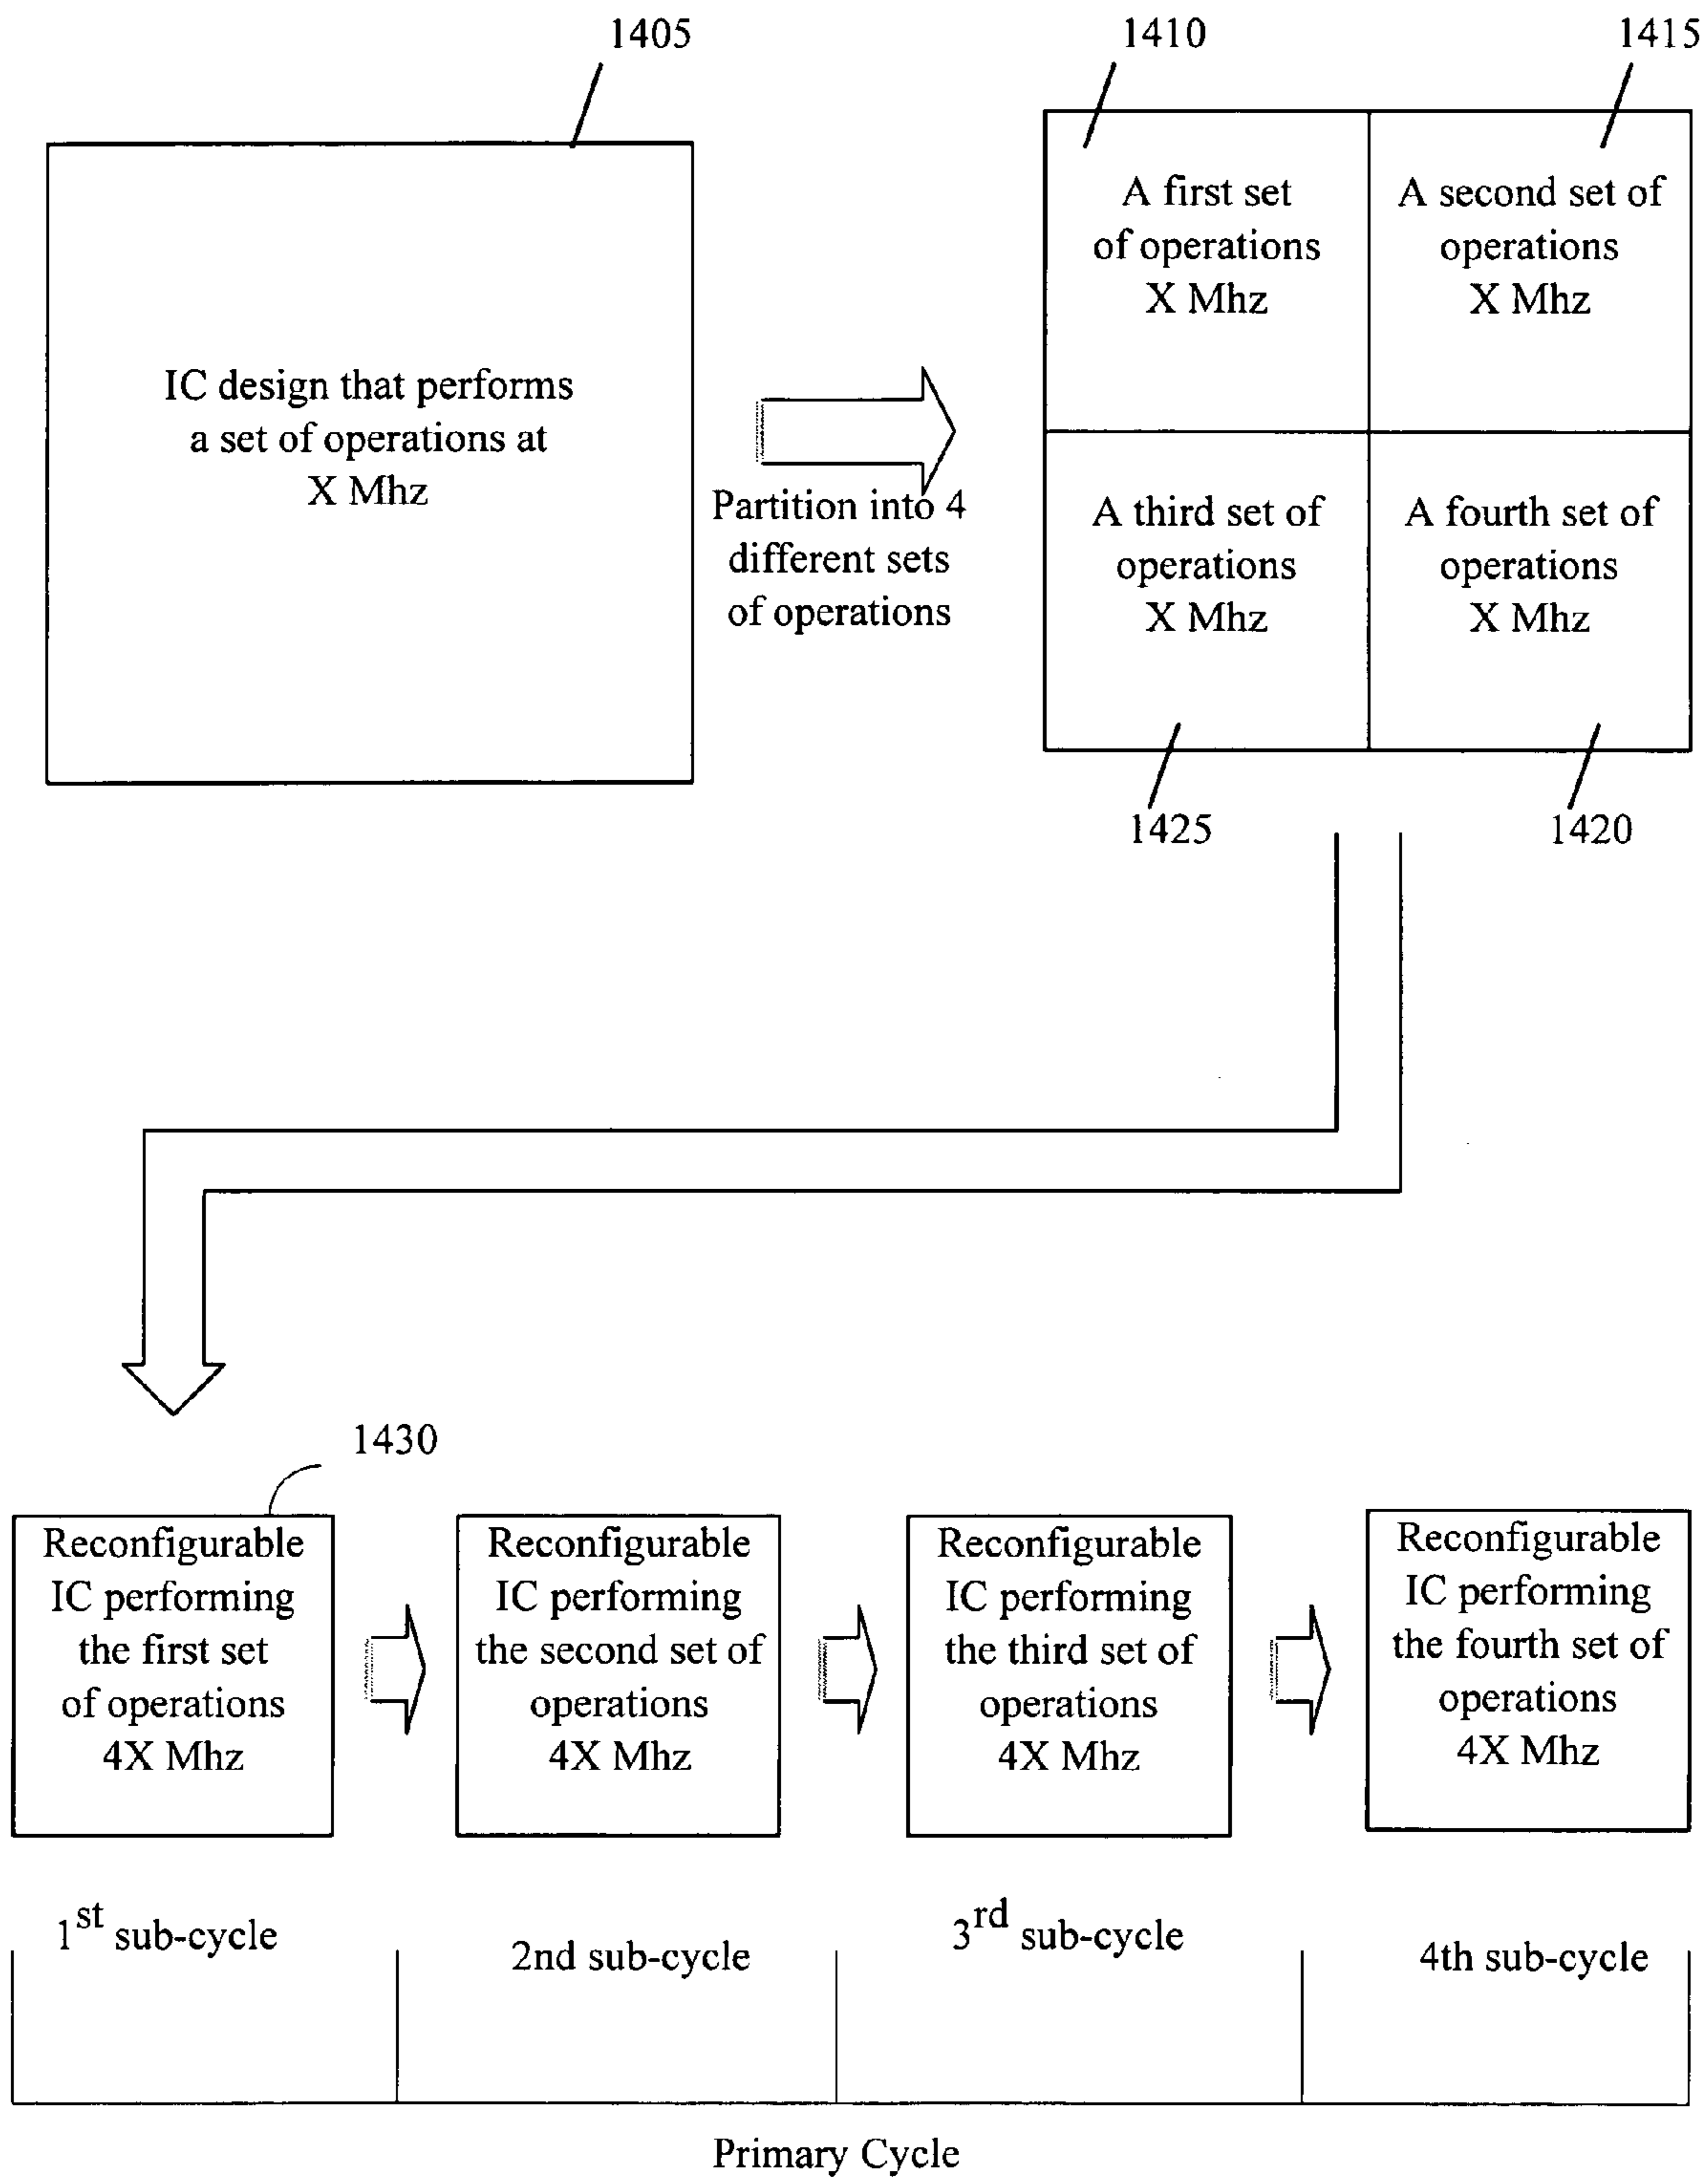 1405
1410
1415
IC design that performs
a set of operations at
X Mhz
Partition into 4
different sets
of operations
A first set
of operations
X Mhz
A second set of
operations
X Mhz
A third set of
operations
X Mhz
A fourth set of
operations
X Mhz
1425
1420
1430
Reconfigurable
IC performing
the first set
of operations
4X Mhz
Reconfigurable
IC performing
the second set of
operations
4X Mhz
Reconfigurable
IC performing
the third set of
operations
4X Mhz
Reconfigurable
IC performing
the fourth set of
operations
4X Mhz
1st sub-cycle
2nd sub-cycle
3rd sub-cycle
4th sub-cycle
Primary Cycle